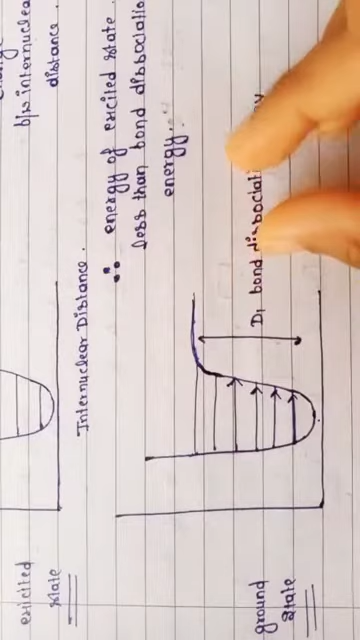 b/w internuclear
distance.
∴ energy of excited state
less than bond dissociation
energy.
Internuclear Distance.
excited
state
D₁ bond
ground
state